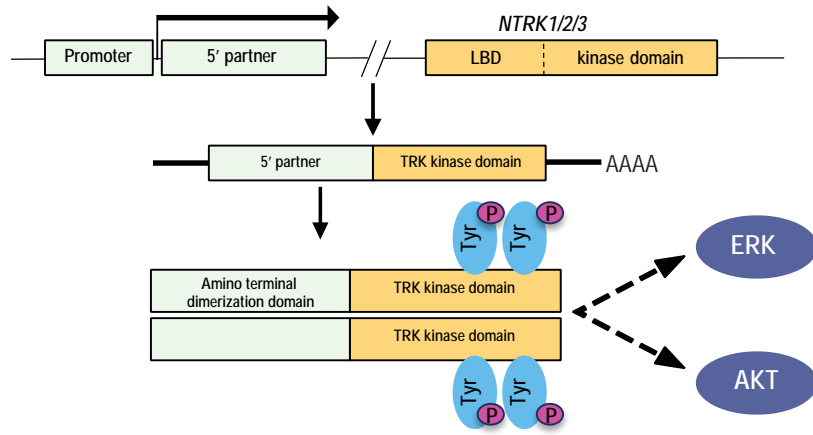 NTRK1/2/3
Promoter
5' partner
LBD
kinase domain
5' partner
TRK kinase domain
AAAA
P
P
Tyr
Tyr
ERK
Amino terminal
dimerization domain
TRK kinase domain
TRK kinase domain
Tyr
Tyr
P
P
AKT